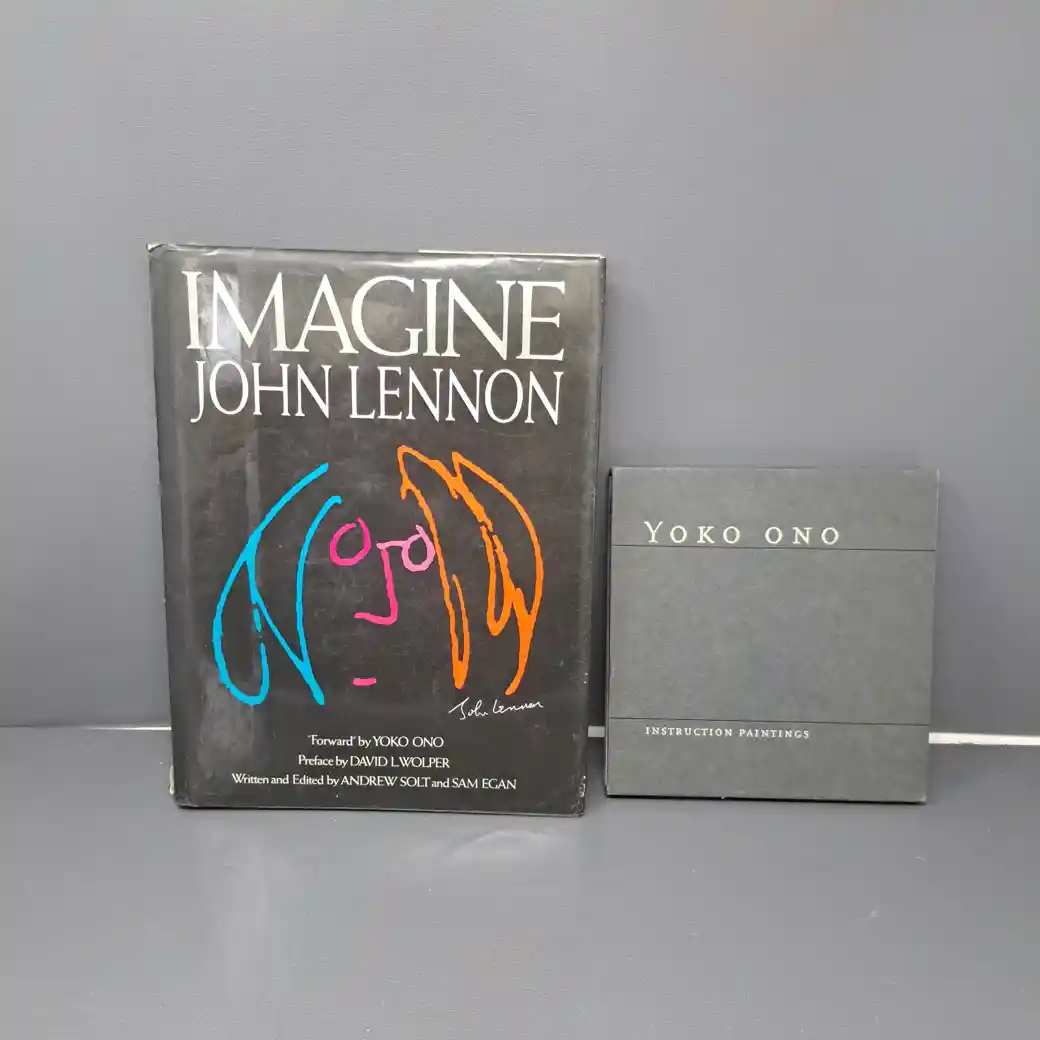 IMAGINE
JOHN LENNON
John Lennon
'Forward' by YOKO ONO
Preface by DAVID L. WOLPER
Written and Edited by ANDREW SOLT and SAM EGAN
YOKO ONO
INSTRUCTION PAINTINGS